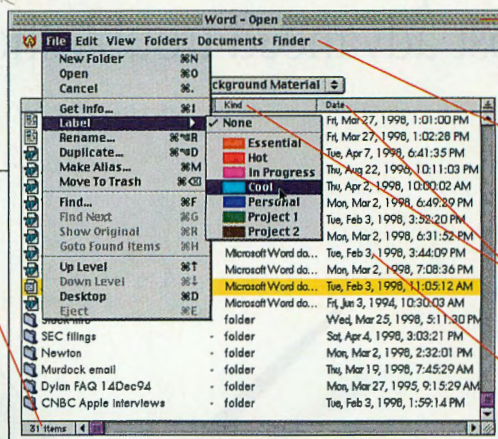 Word - Open
File Edit View Folders Documents Finder
New Folder ⌘N
Open ⌘O
Cancel ⌘.
ckground Material
Get Info... ⌘I
Kind Date
Label ✓ None Fri, Mar 27, 1998, 1:01:00 PM
Rename... Fri, Mar 27, 1998, 1:02:28 PM
Duplicate... Essential Tue, Apr 7, 1998, 6:41:35 PM
Make Alias... ⌘M Hot Thu, Aug 22, 1996, 10:11:03 PM
Move To Trash In Progress
Cool Thu, Apr 2, 1998, 10:00:02 AM
Find... ⌘F Personal Mon, Mar 2, 1998, 6:49:29 PM
Find Next ⌘G Project 1 Tue, Feb 3, 1998, 3:52:20 PM
Show Original ⌘R Project 2 Mon, Mar 2, 1998, 6:31:52 PM
Goto Found Items ⌘H Microsoft Word do... Tue, Feb 3, 1998, 3:44:09 PM
Up Level ⌘↑ Microsoft Word do... Mon, Mar 2, 1998, 7:08:36 PM
Down Level ⌘↓ Microsoft Word do... Tue, Feb 3, 1998, 11:05:12 AM
Desktop ⌘D Microsoft Word do... Fri, Jun 3, 1994, 10:30:03 AM
Eject ⌘E
folder Wed, Mar 25, 1998, 5:11:30 PM
SEC filings - folder Sat, Apr 4, 1998, 3:03:21 PM
Newton - folder Mon, Mar 2, 1998, 2:32:01 PM
Murdock email - folder Thu, Mar 19, 1998, 7:45:29 AM
Dylan FAQ 14Dec94 - folder Mon, Mar 27, 1995, 9:15:29 AM
CNBC Apple Interviews - folder Tue, Feb 3, 1998, 1:59:14 PM
31 items